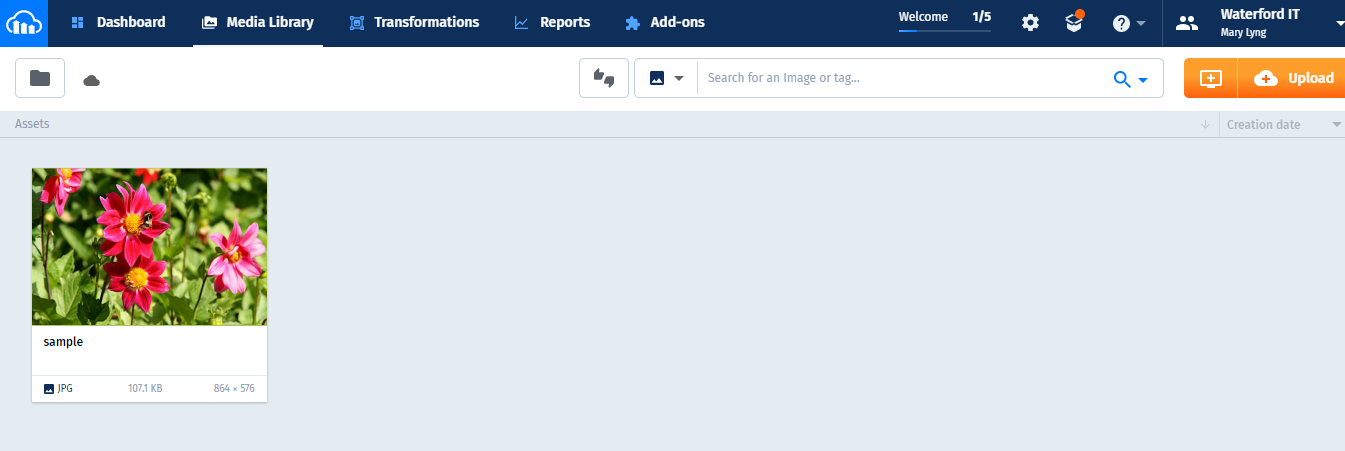 Dashboard Media Library Transformations Reports Add-ons Welcome 1/5 Waterford IT
Mary Lyng
Search for an Image or tag... Upload
Assets Creation date
sample
JPG 107.1 KB 864 × 576